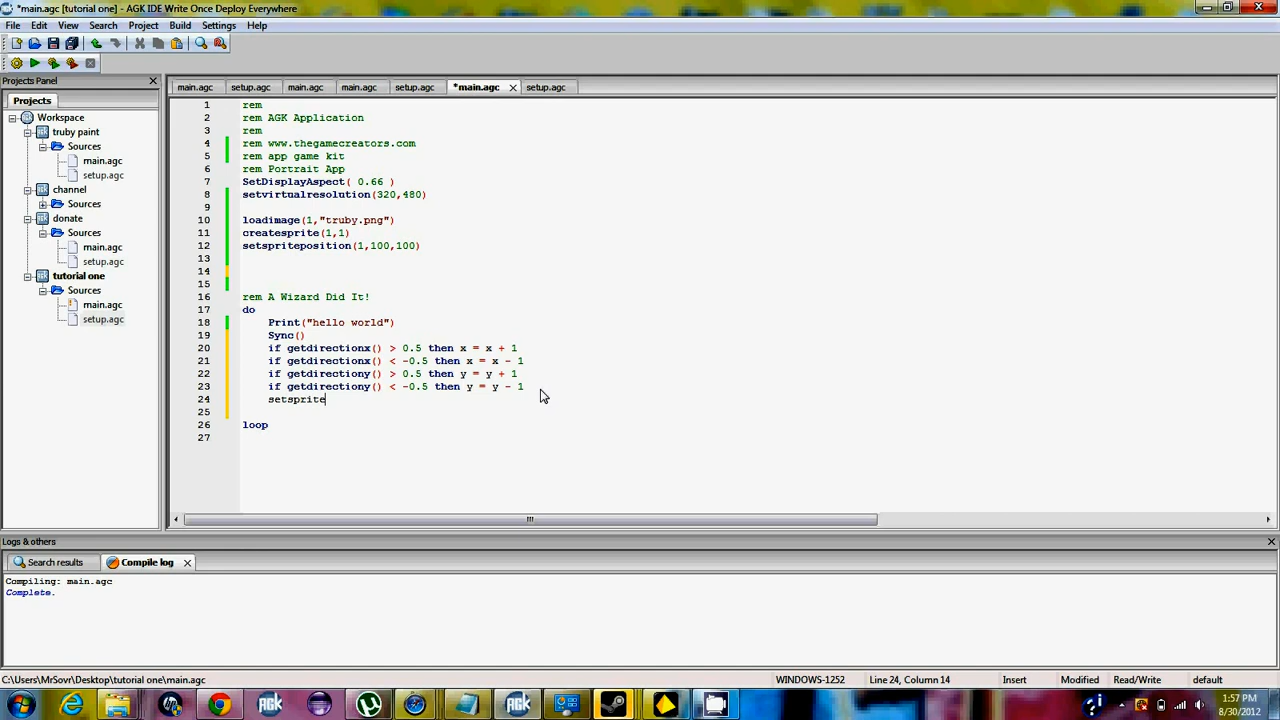 *main.agc [tutorial one] - AGK IDE Write Once Deploy Everywhere
File Edit View Search Project Build Settings Help
Projects Panel
Projects
Workspace
truby paint
Sources
main.agc
setup.agc
channel
Sources
donate
Sources
main.agc
setup.agc
tutorial one
Sources
main.agc
setup.agc
main.agc setup.agc main.agc main.agc setup.agc *main.agc setup.agc
1 rem
2 rem AGK Application
3 rem
4 rem www.thegamecreators.com
5 rem app game kit
6 rem Portrait App
7 SetDisplayAspect( 0.66 )
8 setvirtualresolution(320,480)
9
10 loadimage(1,"truby.png")
11 createsprite(1,1)
12 setspriteposition(1,100,100)
13
14
15
16 rem A Wizard Did It!
17 do
18 Print("hello world")
19 Sync()
20 if getdirectionx() > 0.5 then x = x + 1
21 if getdirectionx() < -0.5 then x = x - 1
22 if getdirectiony() > 0.5 then y = y + 1
23 if getdirectiony() < -0.5 then y = y - 1
24 setsprite
25
26 loop
27
Logs & others
Search results Compile log
Compiling: main.agc
Complete.
C:\Users\MrSovr\Desktop\tutorial one\main.agc WINDOWS-1252 Line 24, Column 14 Insert Modified Read/Write default
1:57 PM
8/30/2012